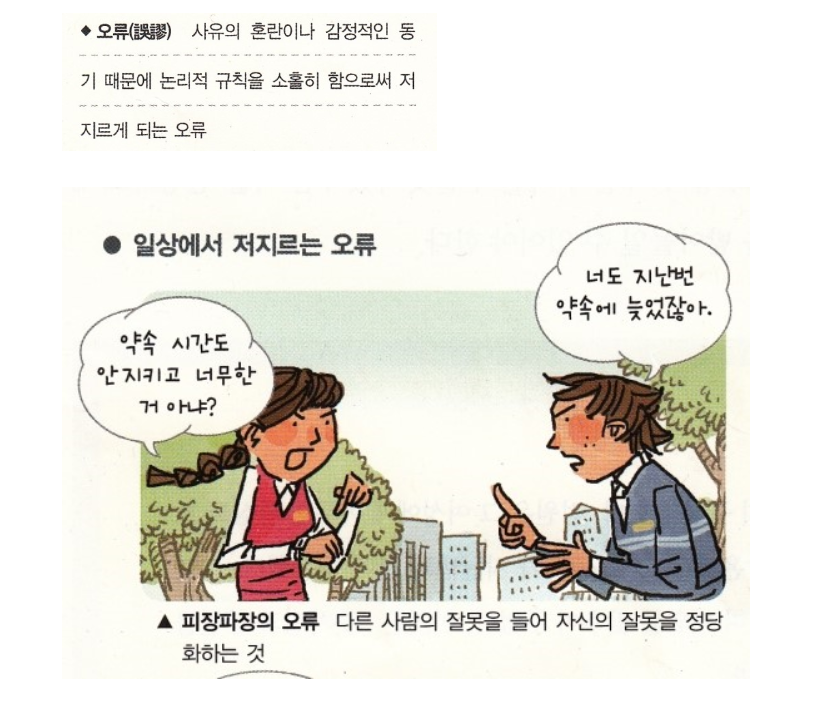 ◆ 오류(誤謬) 사유의 혼란이나 감정적인 동
기 때문에 논리적 규칙을 소홀히 함으로써 저
지르게 되는 오류
● 일상에서 저지르는 오류
너도 지난번
약속에 늦었잖아.
약속 시간도
안지키고 너무한
거 아냐?
▲ 피장파장의 오류 다른 사람의 잘못을 들어 자신의 잘못을 정당
화하는 것